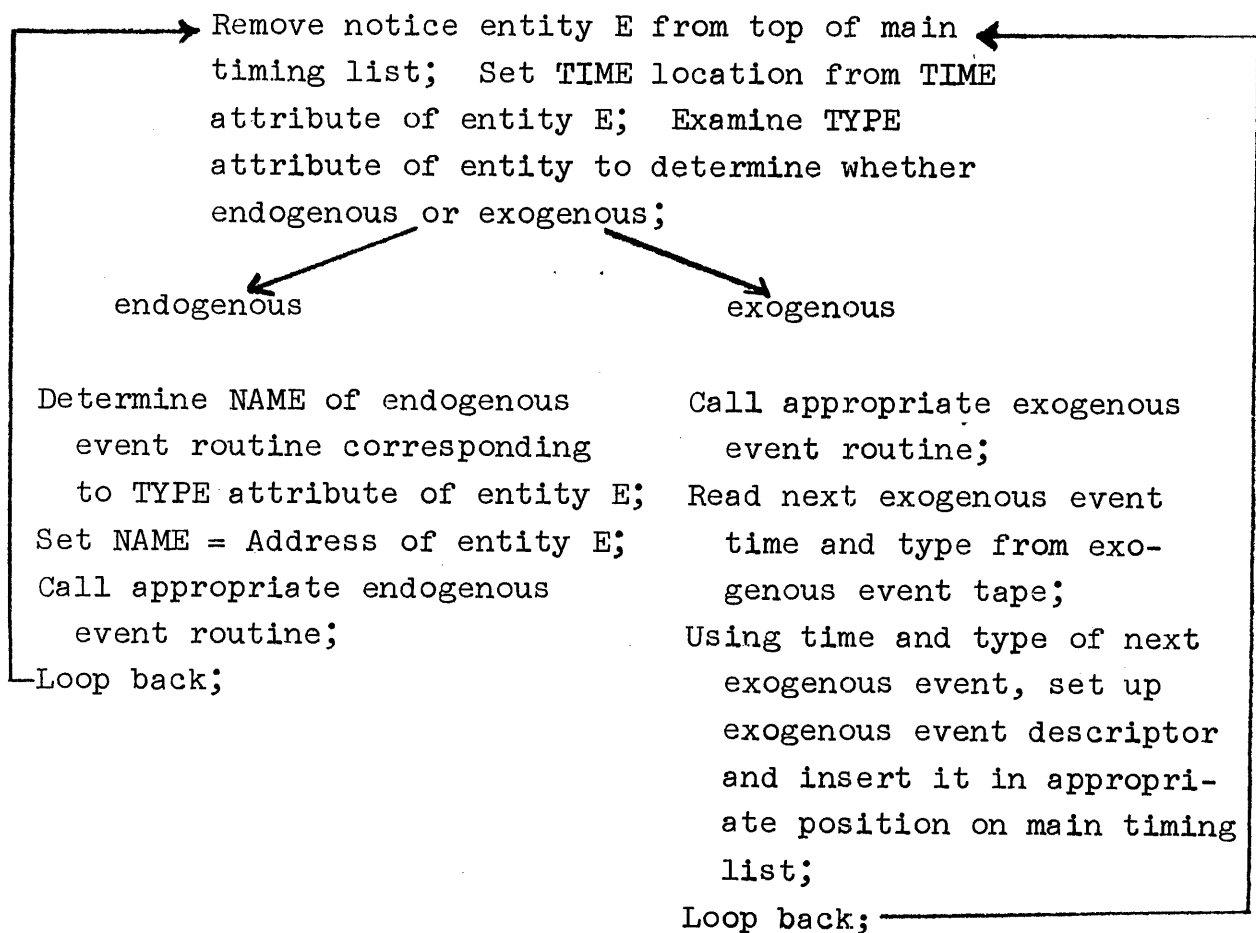 Remove notice entity E from top of main
timing list; Set TIME location from TIME
attribute of entity E; Examine TYPE
attribute of entity to determine whether
endogenous or exogenous;
endogenous
Determine NAME of endogenous
event routine corresponding
to TYPE attribute of entity E;
Set NAME = Address of entity E;
Call appropriate endogenous
event routine;
Loop back;
exogenous
Call appropriate exogenous
event routine;
Read next exogenous event
time and type from exo-
genous event tape;
Using time and type of next
exogenous event, set up
exogenous event descriptor
and insert it in appropri-
ate position on main timing
list;
Loop back;